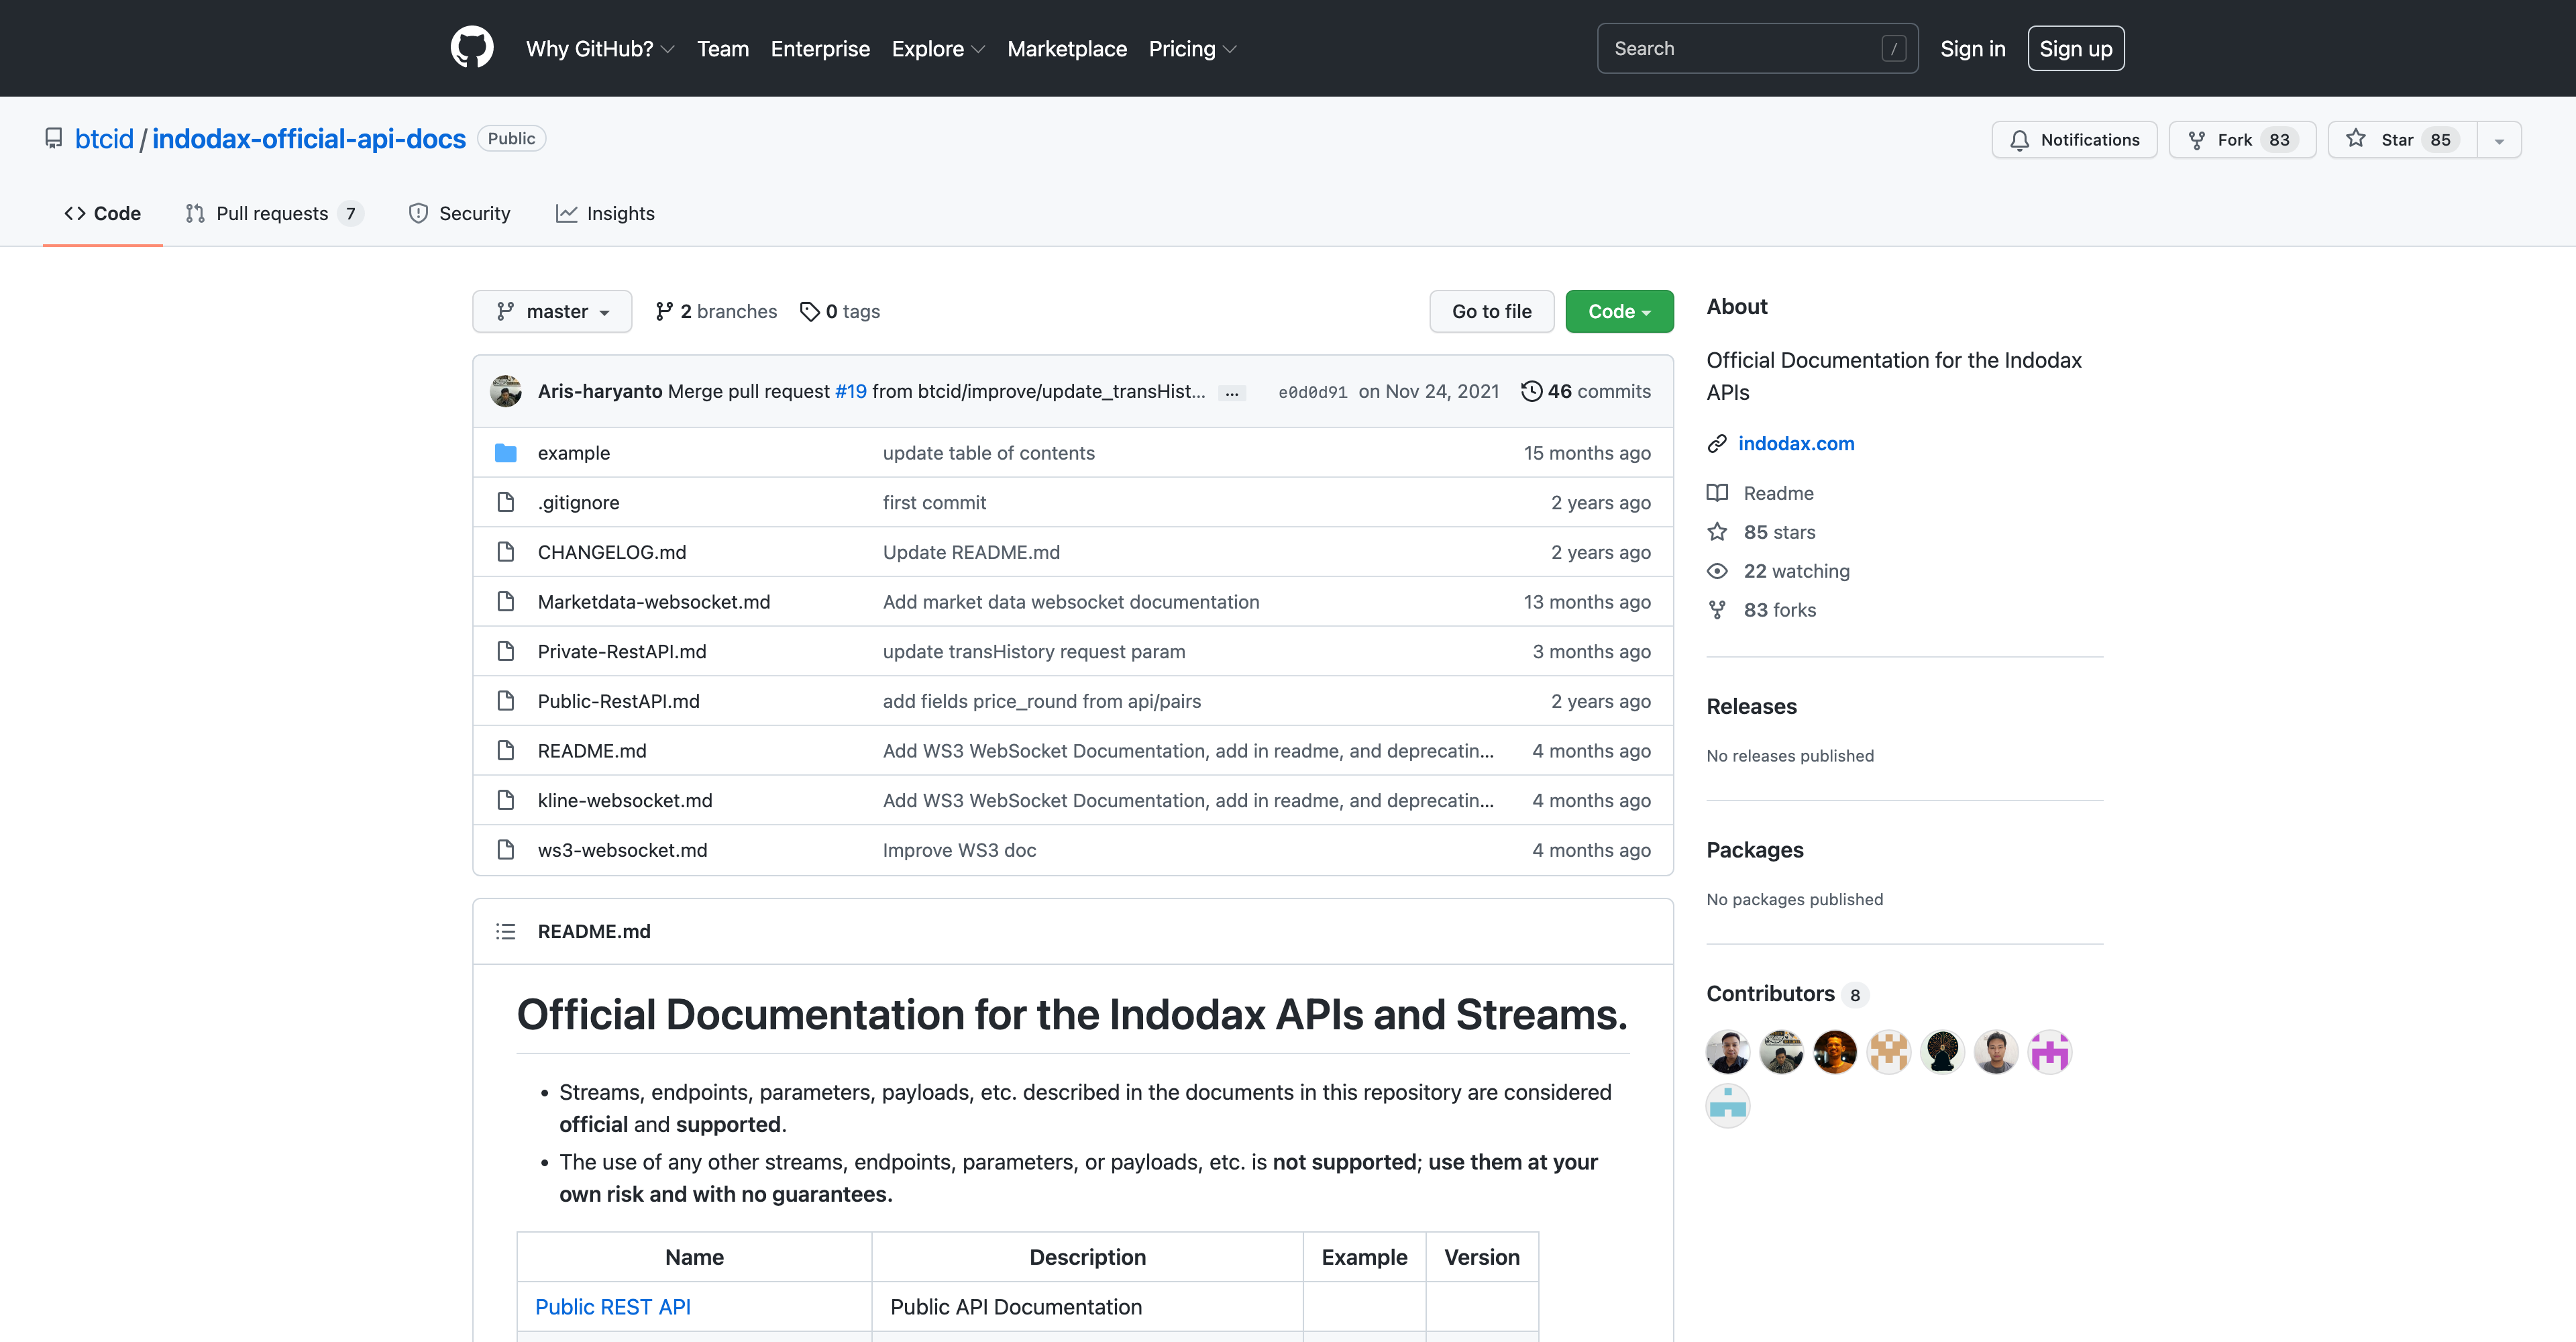 Why GitHub? Team Enterprise Explore Marketplace Pricing Search / Sign in Sign up
btcid / indodax-official-api-docs Public Notifications Fork 83 Star 85
Code Pull requests 7 Security Insights
master 2 branches 0 tags Go to file Code
Aris-haryanto Merge pull request #19 from btcid/improve/update_transHist... ... e0d0d91 on Nov 24, 2021 46 commits
example update table of contents 15 months ago
.gitignore first commit 2 years ago
CHANGELOG.md Update README.md 2 years ago
Marketdata-websocket.md Add market data websocket documentation 13 months ago
Private-RestAPI.md update transHistory request param 3 months ago
Public-RestAPI.md add fields price_round from api/pairs 2 years ago
README.md Add WS3 WebSocket Documentation, add in readme, and deprecatin... 4 months ago
kline-websocket.md Add WS3 WebSocket Documentation, add in readme, and deprecatin... 4 months ago
ws3-websocket.md Improve WS3 doc 4 months ago
README.md
Official Documentation for the Indodax APIs and Streams.
• Streams, endpoints, parameters, payloads, etc. described in the documents in this repository are considered
official and supported.
• The use of any other streams, endpoints, parameters, or payloads, etc. is not supported; use them at your
own risk and with no guarantees.
Name Description Example Version
Public REST API Public API Documentation
About
Official Documentation for the Indodax
APIs
indodax.com
Readme
85 stars
22 watching
83 forks
Releases
No releases published
Packages
No packages published
Contributors 8